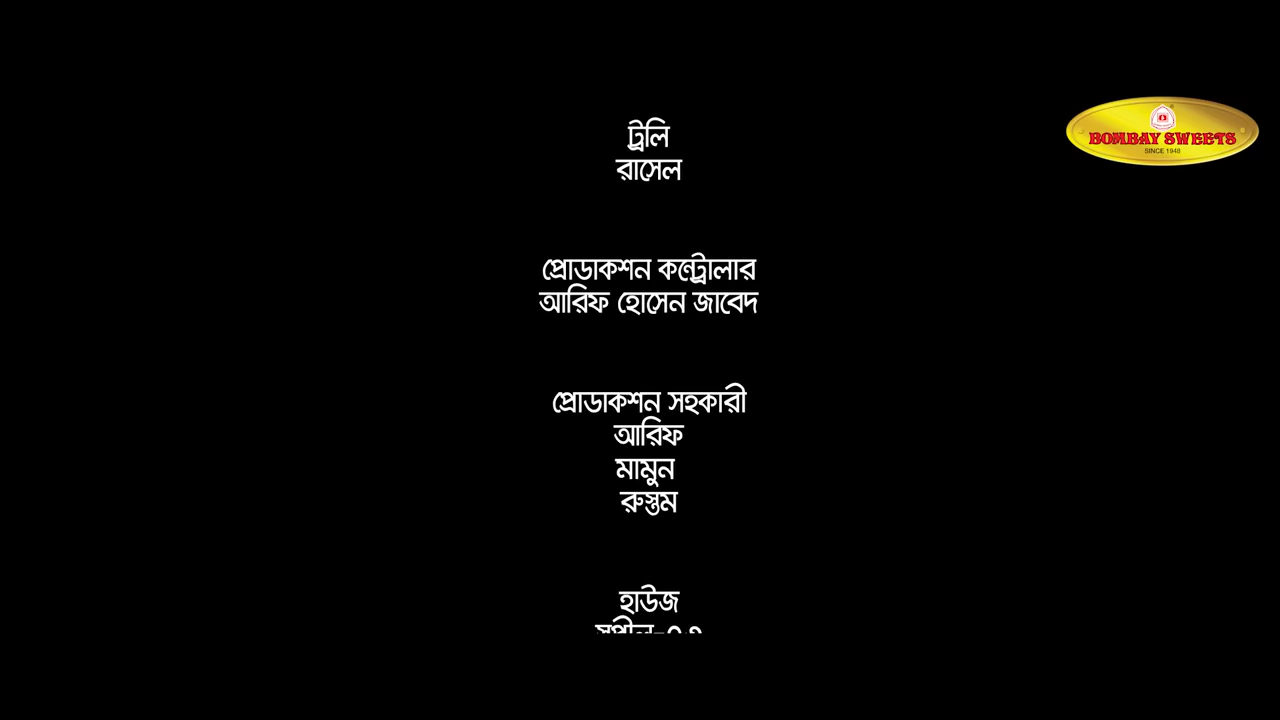 ট্রলি
রাসেল
BOMBAY SWEETS
SINCE 1948
প্রোডাকশন কন্ট্রোলার
আরিফ হোসেন জাবেদ
প্রোডাকশন সহকারী
আরিফ
মামুন
রুস্তম
হাউজ